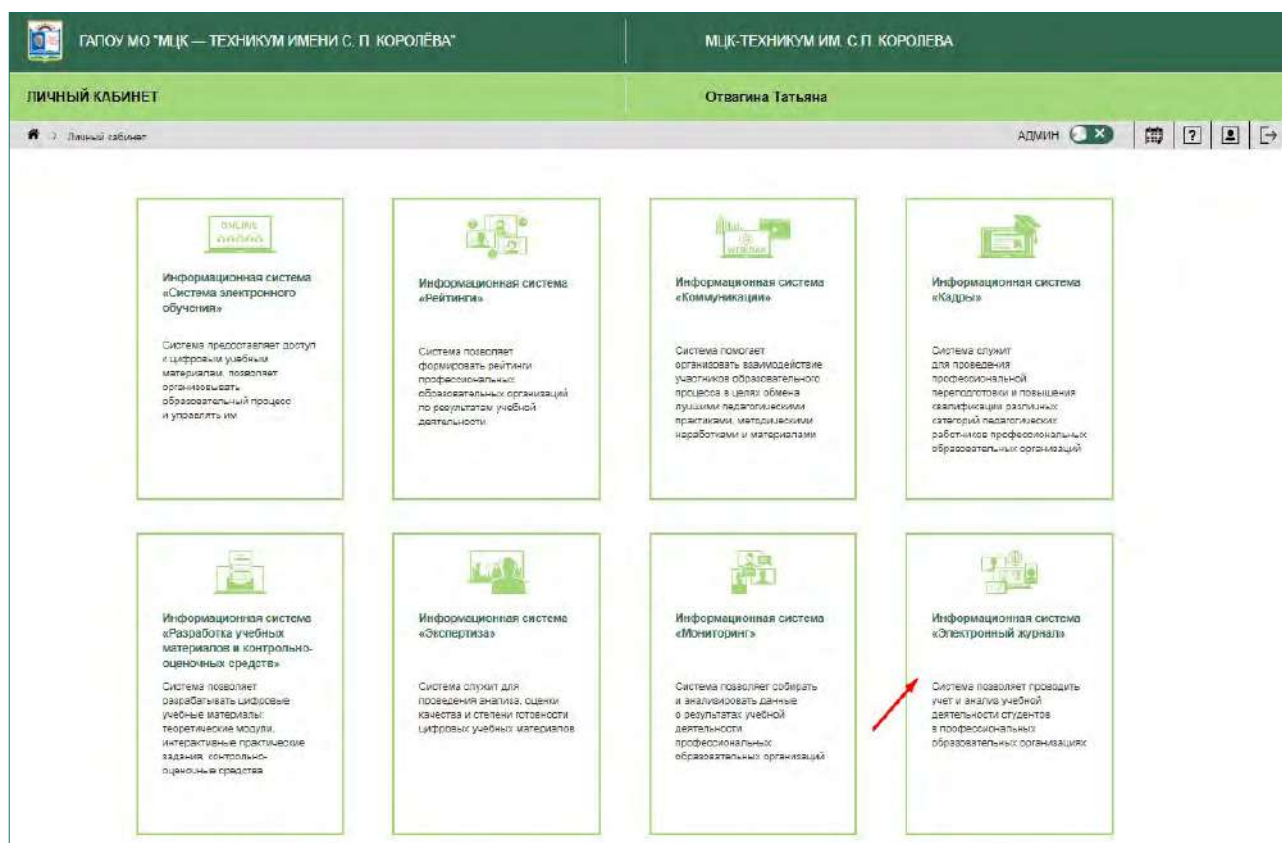 ГАПОУ МО "МЦК — ТЕХНИКУМ ИМЕНИ С. П. КОРОЛЁВА"
МЦК-ТЕХНИКУМ ИМ. С.П. КОРОЛЕВА
ЛИЧНЫЙ КАБИНЕТ
Отвагина Татьяна
Личный кабинет
АДМИН
ONLINE
Информационная система
«Система электронного
обучения»
Система предоставляет доступ
к цифровым учебным
материалам, позволяет
организовывать
образовательный процесс
и управлять им
Информационная система
«Рейтинги»
Система позволяет
формировать рейтинги
профессиональных
образовательных организаций
по результатам учебной
деятельности
WEBINAR
Информационная система
«Коммуникации»
Система помогает
организовать взаимодействие
участников образовательного
процесса в целях обмена
лучшими педагогическими
практиками, методическими
наработками и материалами
Информационная система
«Кадры»
Система служит
для проведения
профессиональной
переподготовки и повышения
квалификации различных
категорий педагогических
работников профессиональных
образовательных организаций
Информационная система
«Разработка учебных
материалов и контрольно-
оценочных средств»
Система позволяет
разрабатывать цифровые
учебные материалы:
теоретические модули,
интерактивные практические
задания, контрольно-
оценочные средства
Информационная система
«Экспертиза»
Система служит для
проведения анализа, оценки
качества и степени готовности
цифровых учебных материалов
Информационная система
«Мониторинг»
Система позволяет собирать
и анализировать данные
о результатах учебной
деятельности
профессиональных
образовательных организаций
Информационная система
«Электронный журнал»
Система позволяет проводить
учет и анализ учебной
деятельности студентов
в профессиональных
образовательных организациях